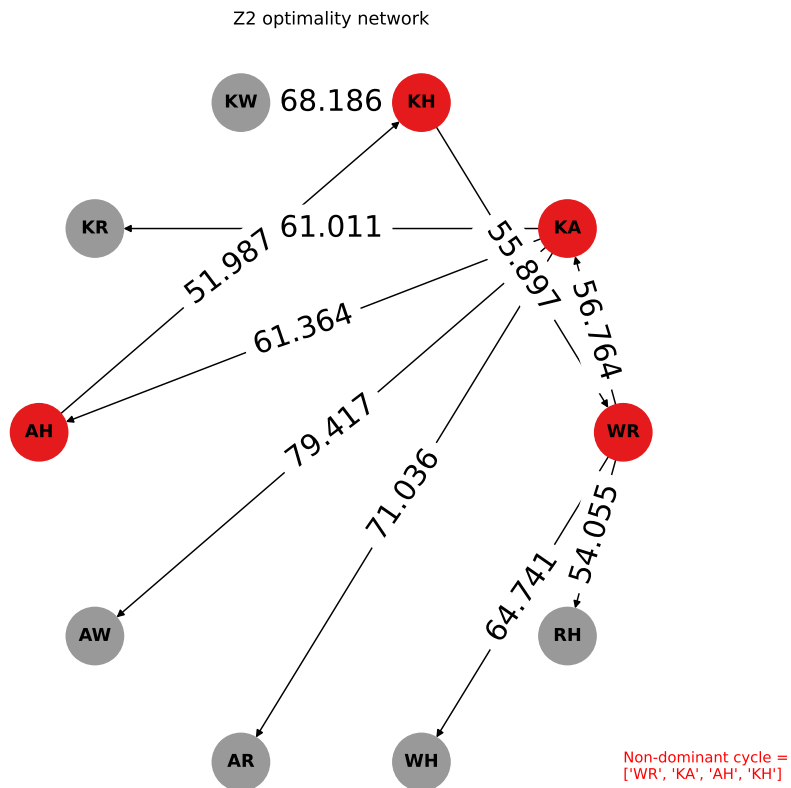 Z2 optimality network
KW 68.186 KH
KR 61.011 KA
51.987
55.897
56.764
61.364
AH
WR
79.417
71.036
54.055
64.741
AW
RH
AR
WH
Non-dominant cycle =
['WR', 'KA', 'AH', 'KH']